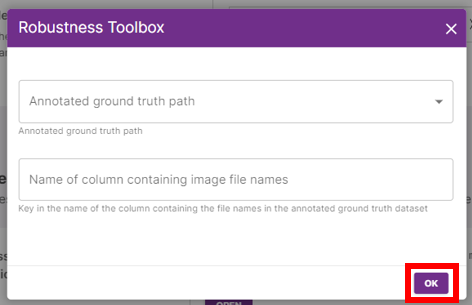 Robustness Toolbox
Annotated ground truth path
Annotated ground truth path
Name of column containing image file names
Key in the name of the column containing the file names in the annotated ground truth dataset
OK
OPEN